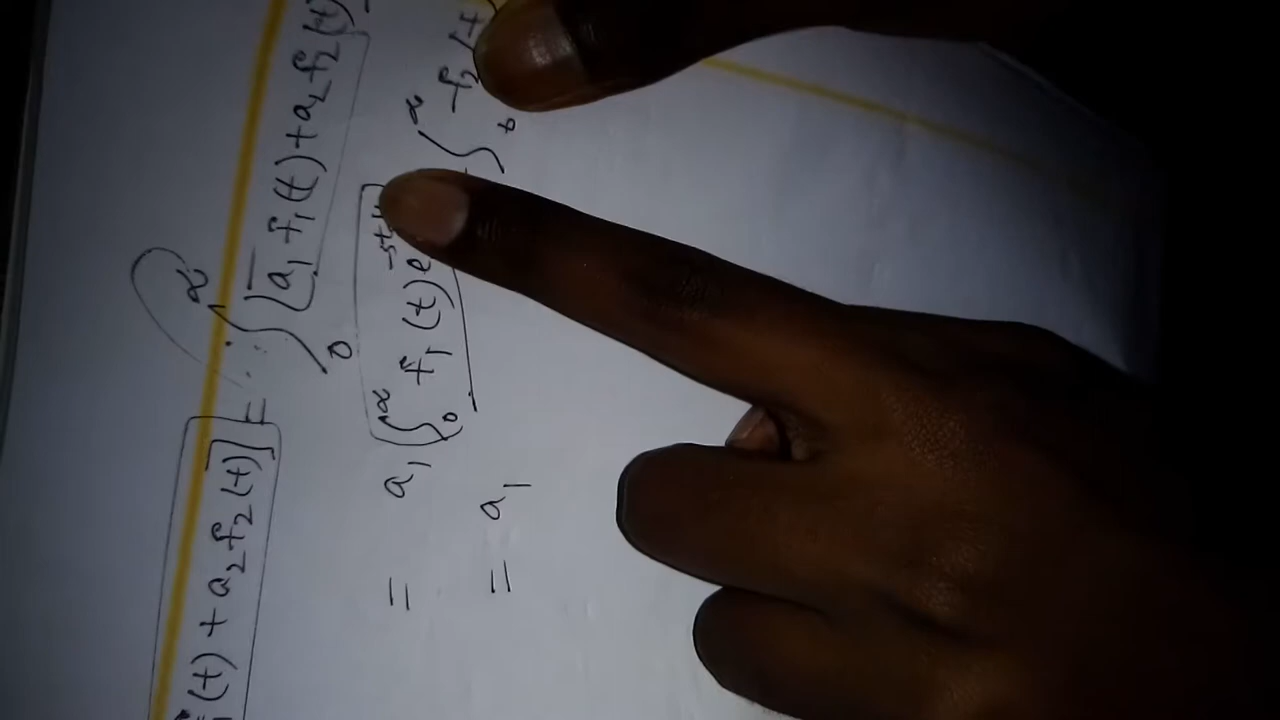 (t) + a₂f₂(t)] = ∫₀^∞ [a₁f₁(t) + a₂f₂(t)]
= a₁ ∫₀^∞ f₁(t)e^-st ∫₀^∞ f₂(t
= a₁